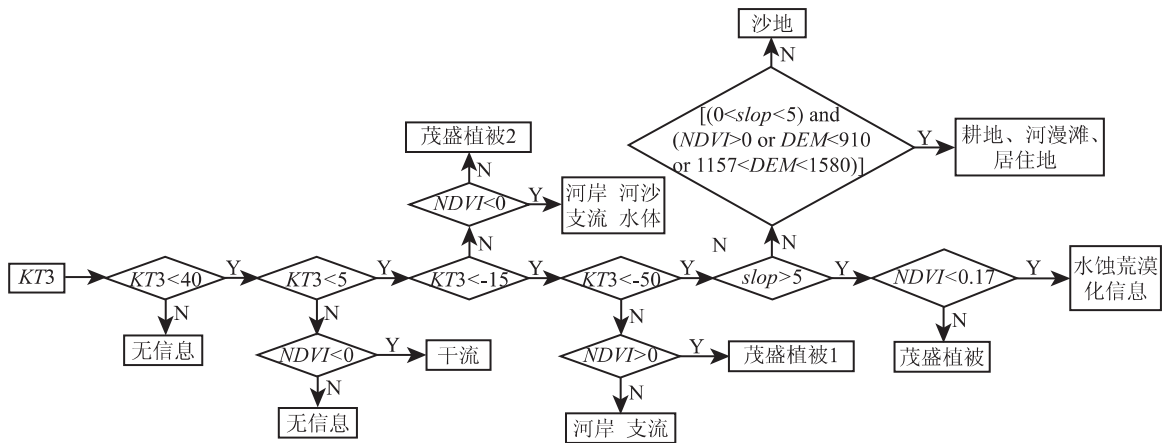 沙地
N
[(0<slop<5) and
(NDVI>0 or DEM<910
or 1157<DEM<1580)]
Y
耕地、河漫滩、
居住地
茂盛植被2
N
NDVI<0
Y
河岸 河沙
支流 水体
N
N
N
KT3
KT3<40
Y
KT3<5
Y
KT3<-15
Y
KT3<-50
slop>5
Y
NDVI<0.17
Y
水蚀荒漠
化信息
N
N
N
N
无信息
NDVI<0
Y
干流
NDVI>0
Y
茂盛植被1
茂盛植被
N
N
无信息
河岸 支流